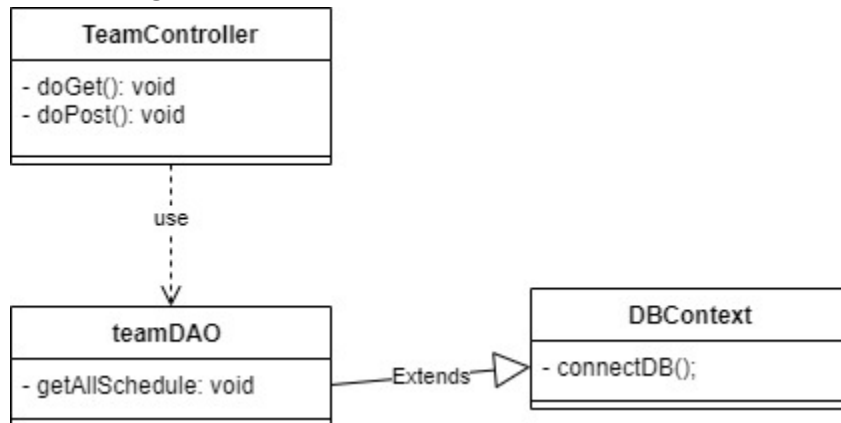 TeamController
- doGet(): void
- doPost(): void
use
teamDAO
- getAllSchedule: void
Extends
DBContext
- connectDB();